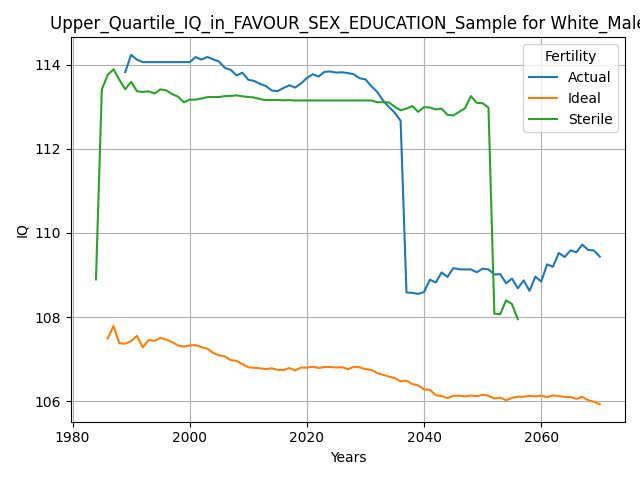 Upper_Quartile_IQ_in_FAVOUR_SEX_EDUCATION_Sample for White_Male
Fertility
Actual
Ideal
Sterile
IQ
114
112
110
108
106
1980
2000
2020
2040
2060
Years